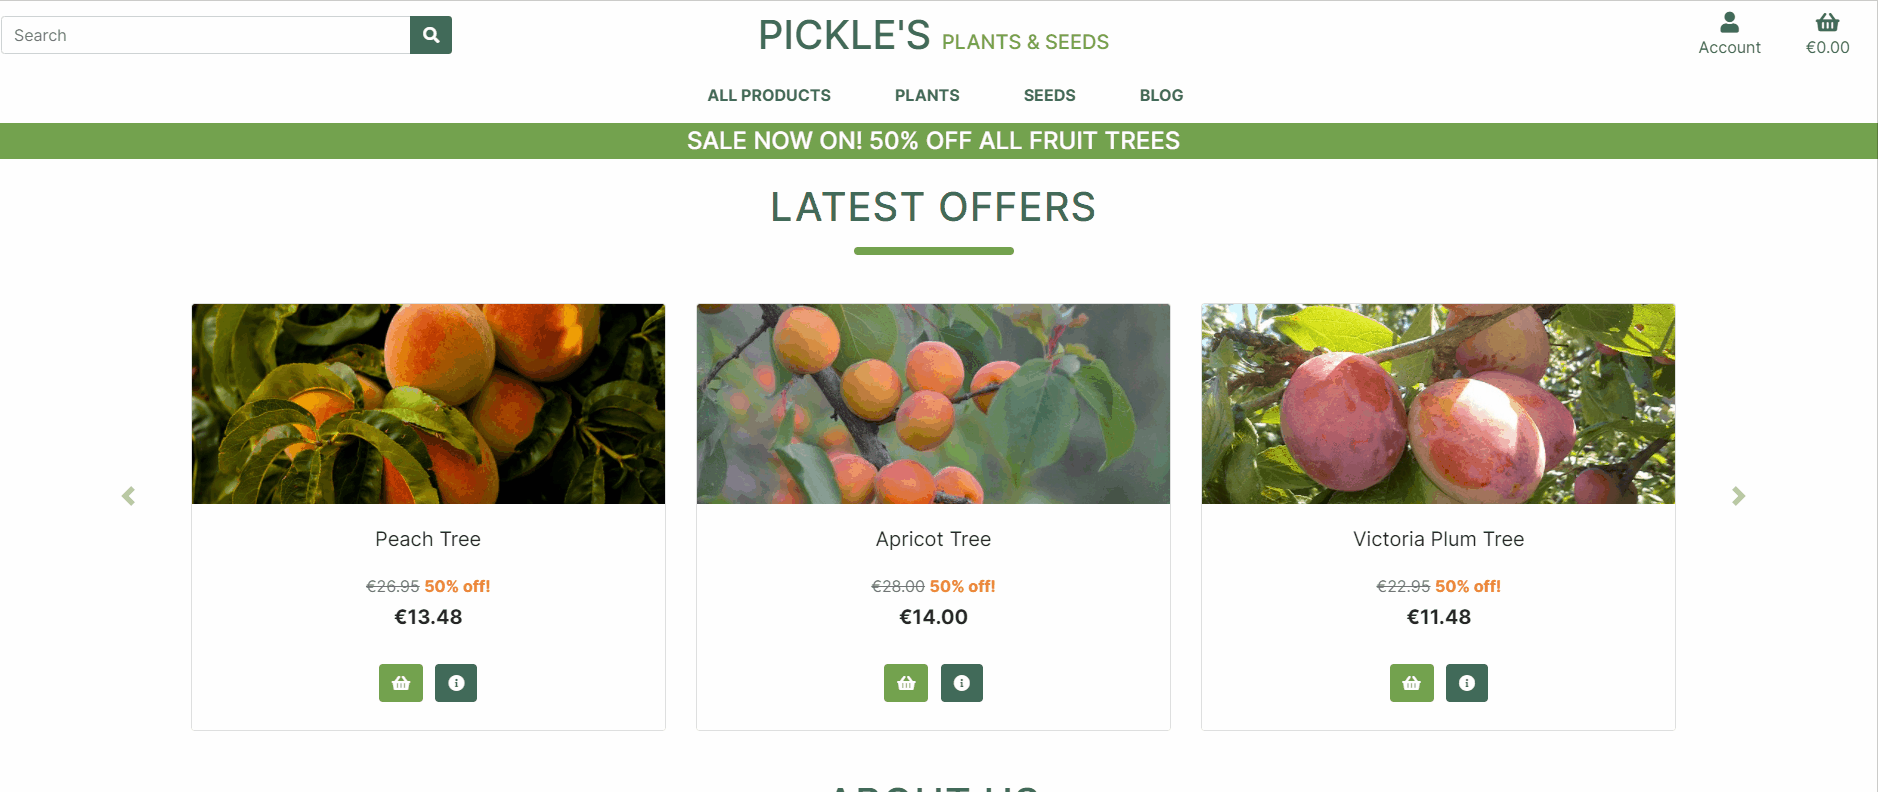 Search
PICKLE'S PLANTS & SEEDS
Account
€0.00
ALL PRODUCTS
PLANTS
SEEDS
BLOG
SALE NOW ON! 50% OFF ALL FRUIT TREES
LATEST OFFERS
Peach Tree
€26.95 50% off!
€13.48
Apricot Tree
€28.00 50% off!
€14.00
Victoria Plum Tree
€22.95 50% off!
€11.48
ABOUT US